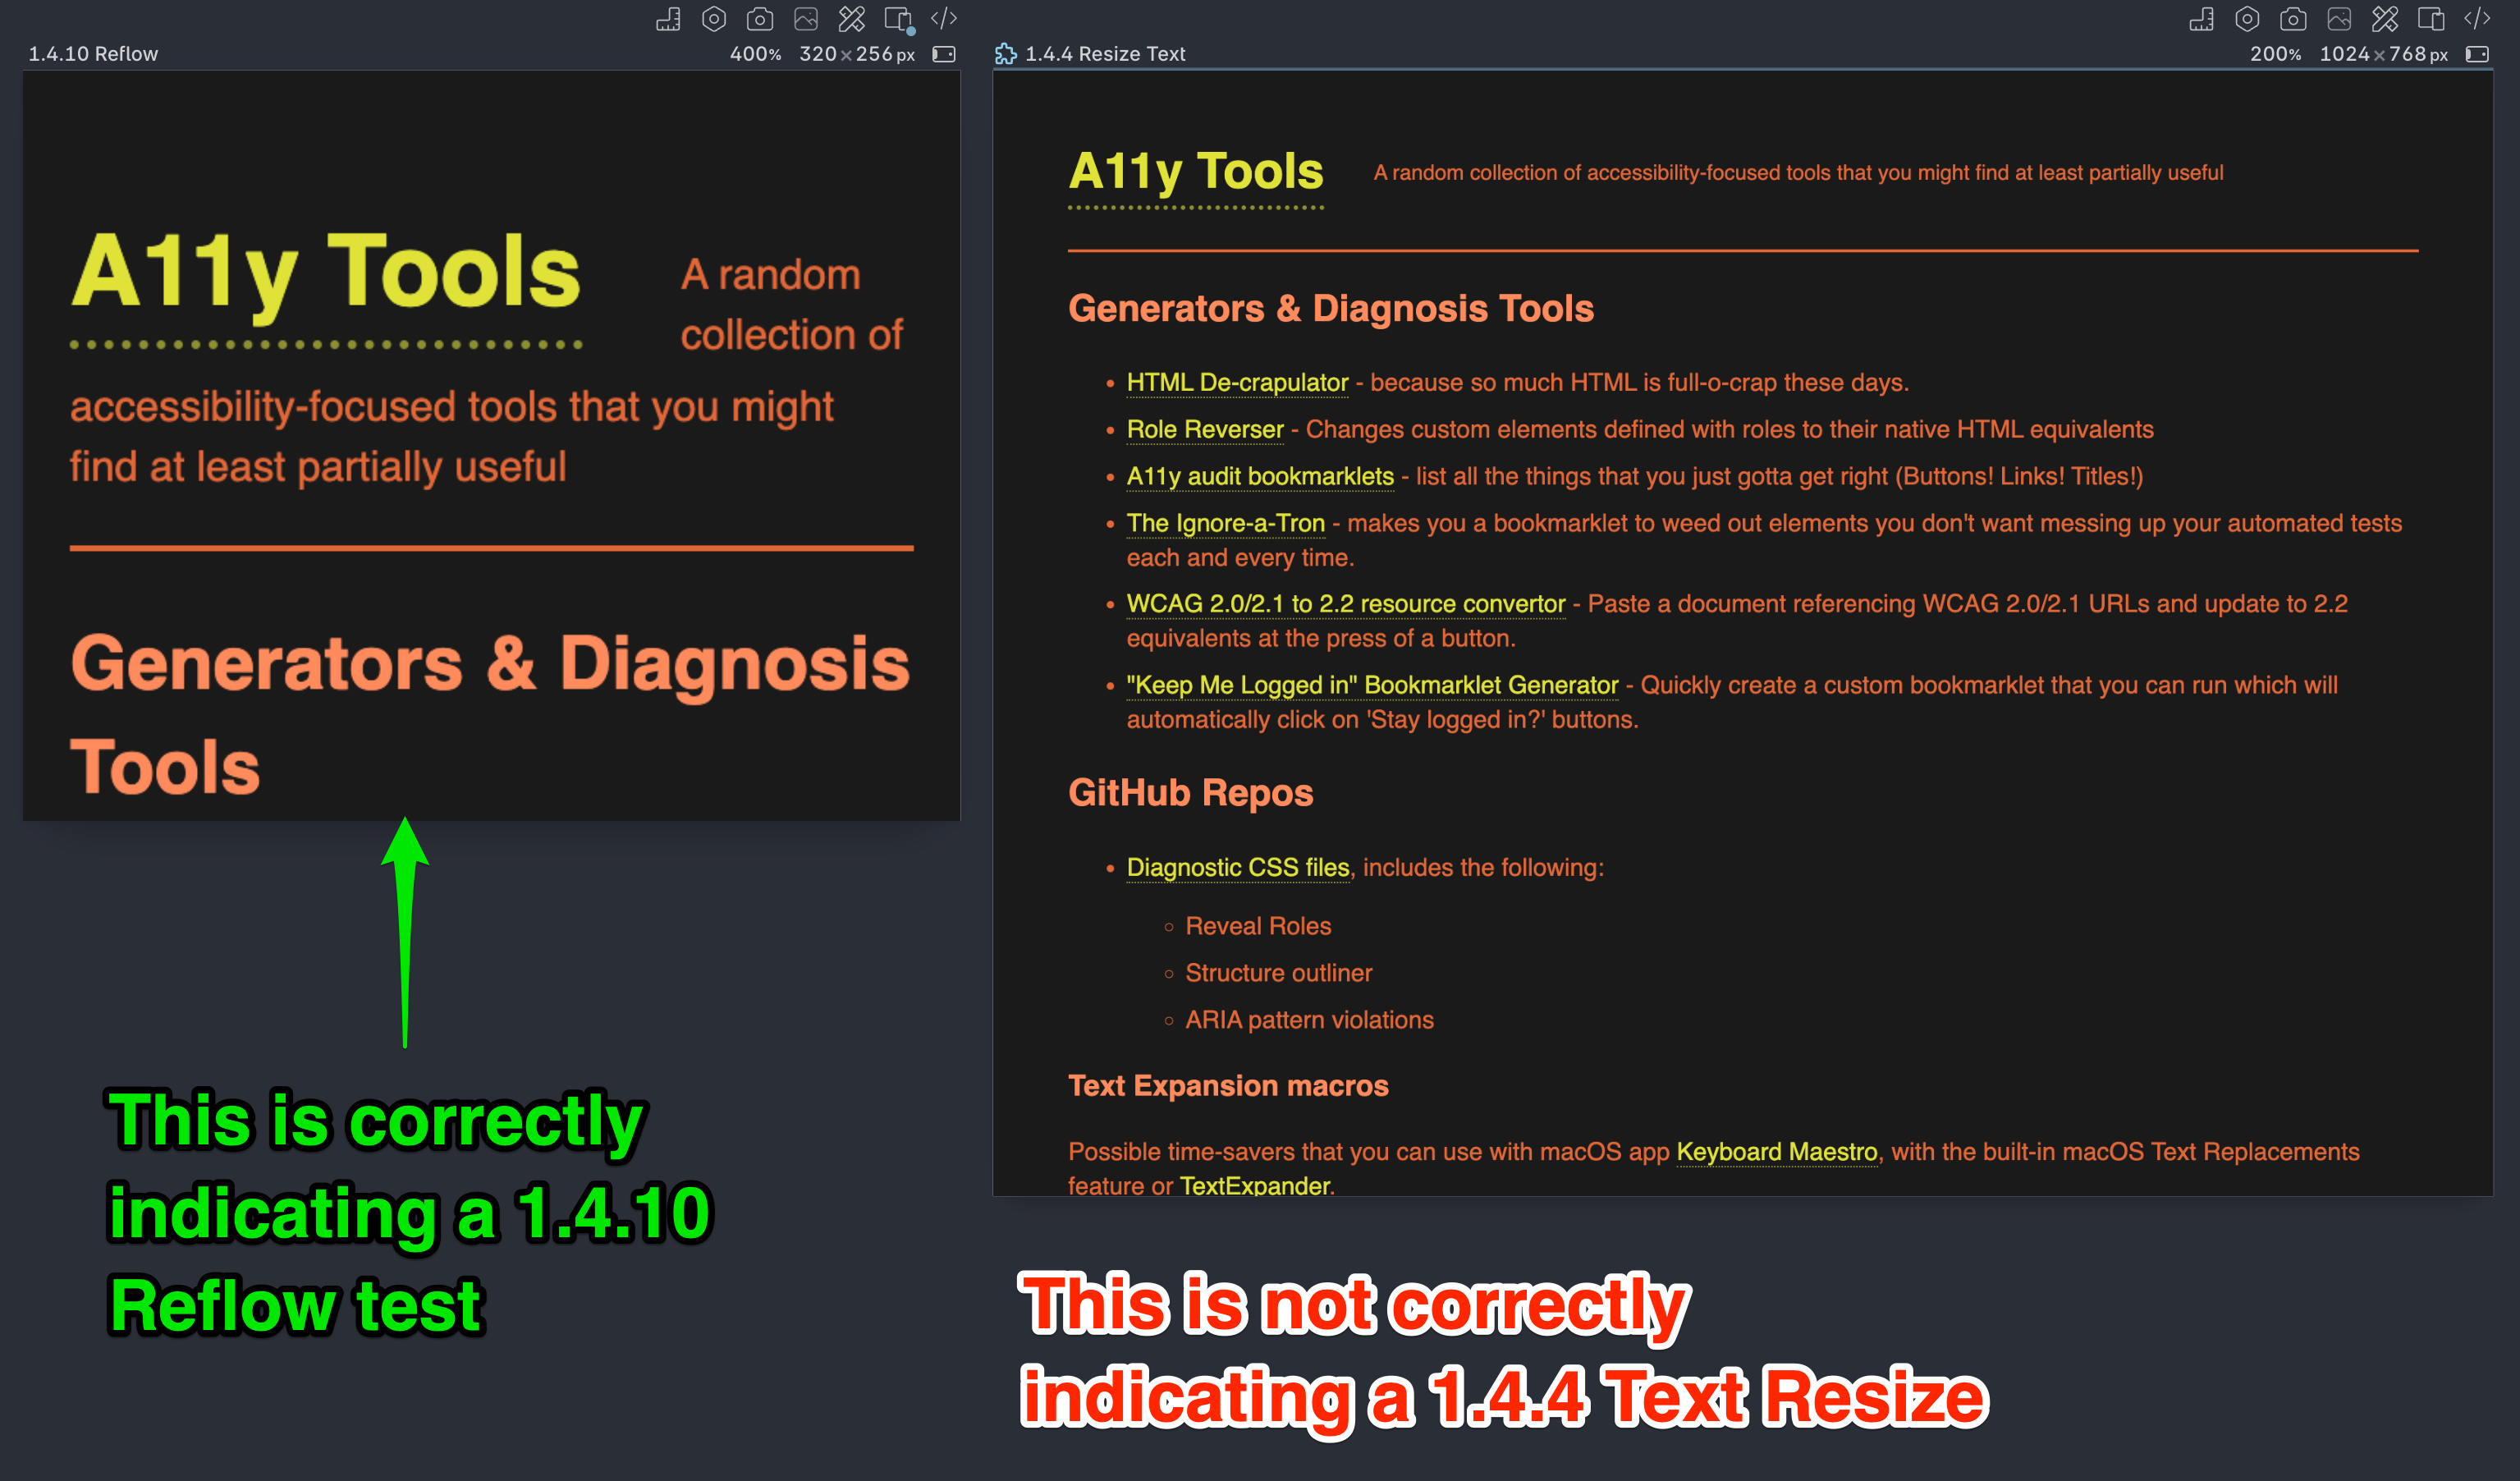 1.4.10 Reflow
400% 320×256 px
A11y Tools
A random
collection of
accessibility-focused tools that you might
find at least partially useful
Generators & Diagnosis
Tools
This is correctly
indicating a 1.4.10
Reflow test
1.4.4 Resize Text
200% 1024×768 px
A11y Tools
A random collection of accessibility-focused tools that you might find at least partially useful
Generators & Diagnosis Tools
• HTML De-crapulator - because so much HTML is full-o-crap these days.
• Role Reverser - Changes custom elements defined with roles to their native HTML equivalents
• A11y audit bookmarklets - list all the things that you just gotta get right (Buttons! Links! Titles!)
• The Ignore-a-Tron - makes you a bookmarklet to weed out elements you don't want messing up your automated tests
each and every time.
• WCAG 2.0/2.1 to 2.2 resource convertor - Paste a document referencing WCAG 2.0/2.1 URLs and update to 2.2
equivalents at the press of a button.
• "Keep Me Logged in" Bookmarklet Generator - Quickly create a custom bookmarklet that you can run which will
automatically click on 'Stay logged in?' buttons.
GitHub Repos
• Diagnostic CSS files, includes the following:
◦ Reveal Roles
◦ Structure outliner
◦ ARIA pattern violations
Text Expansion macros
Possible time-savers that you can use with macOS app Keyboard Maestro, with the built-in macOS Text Replacements
feature or TextExpander.
This is not correctly
indicating a 1.4.4 Text Resize